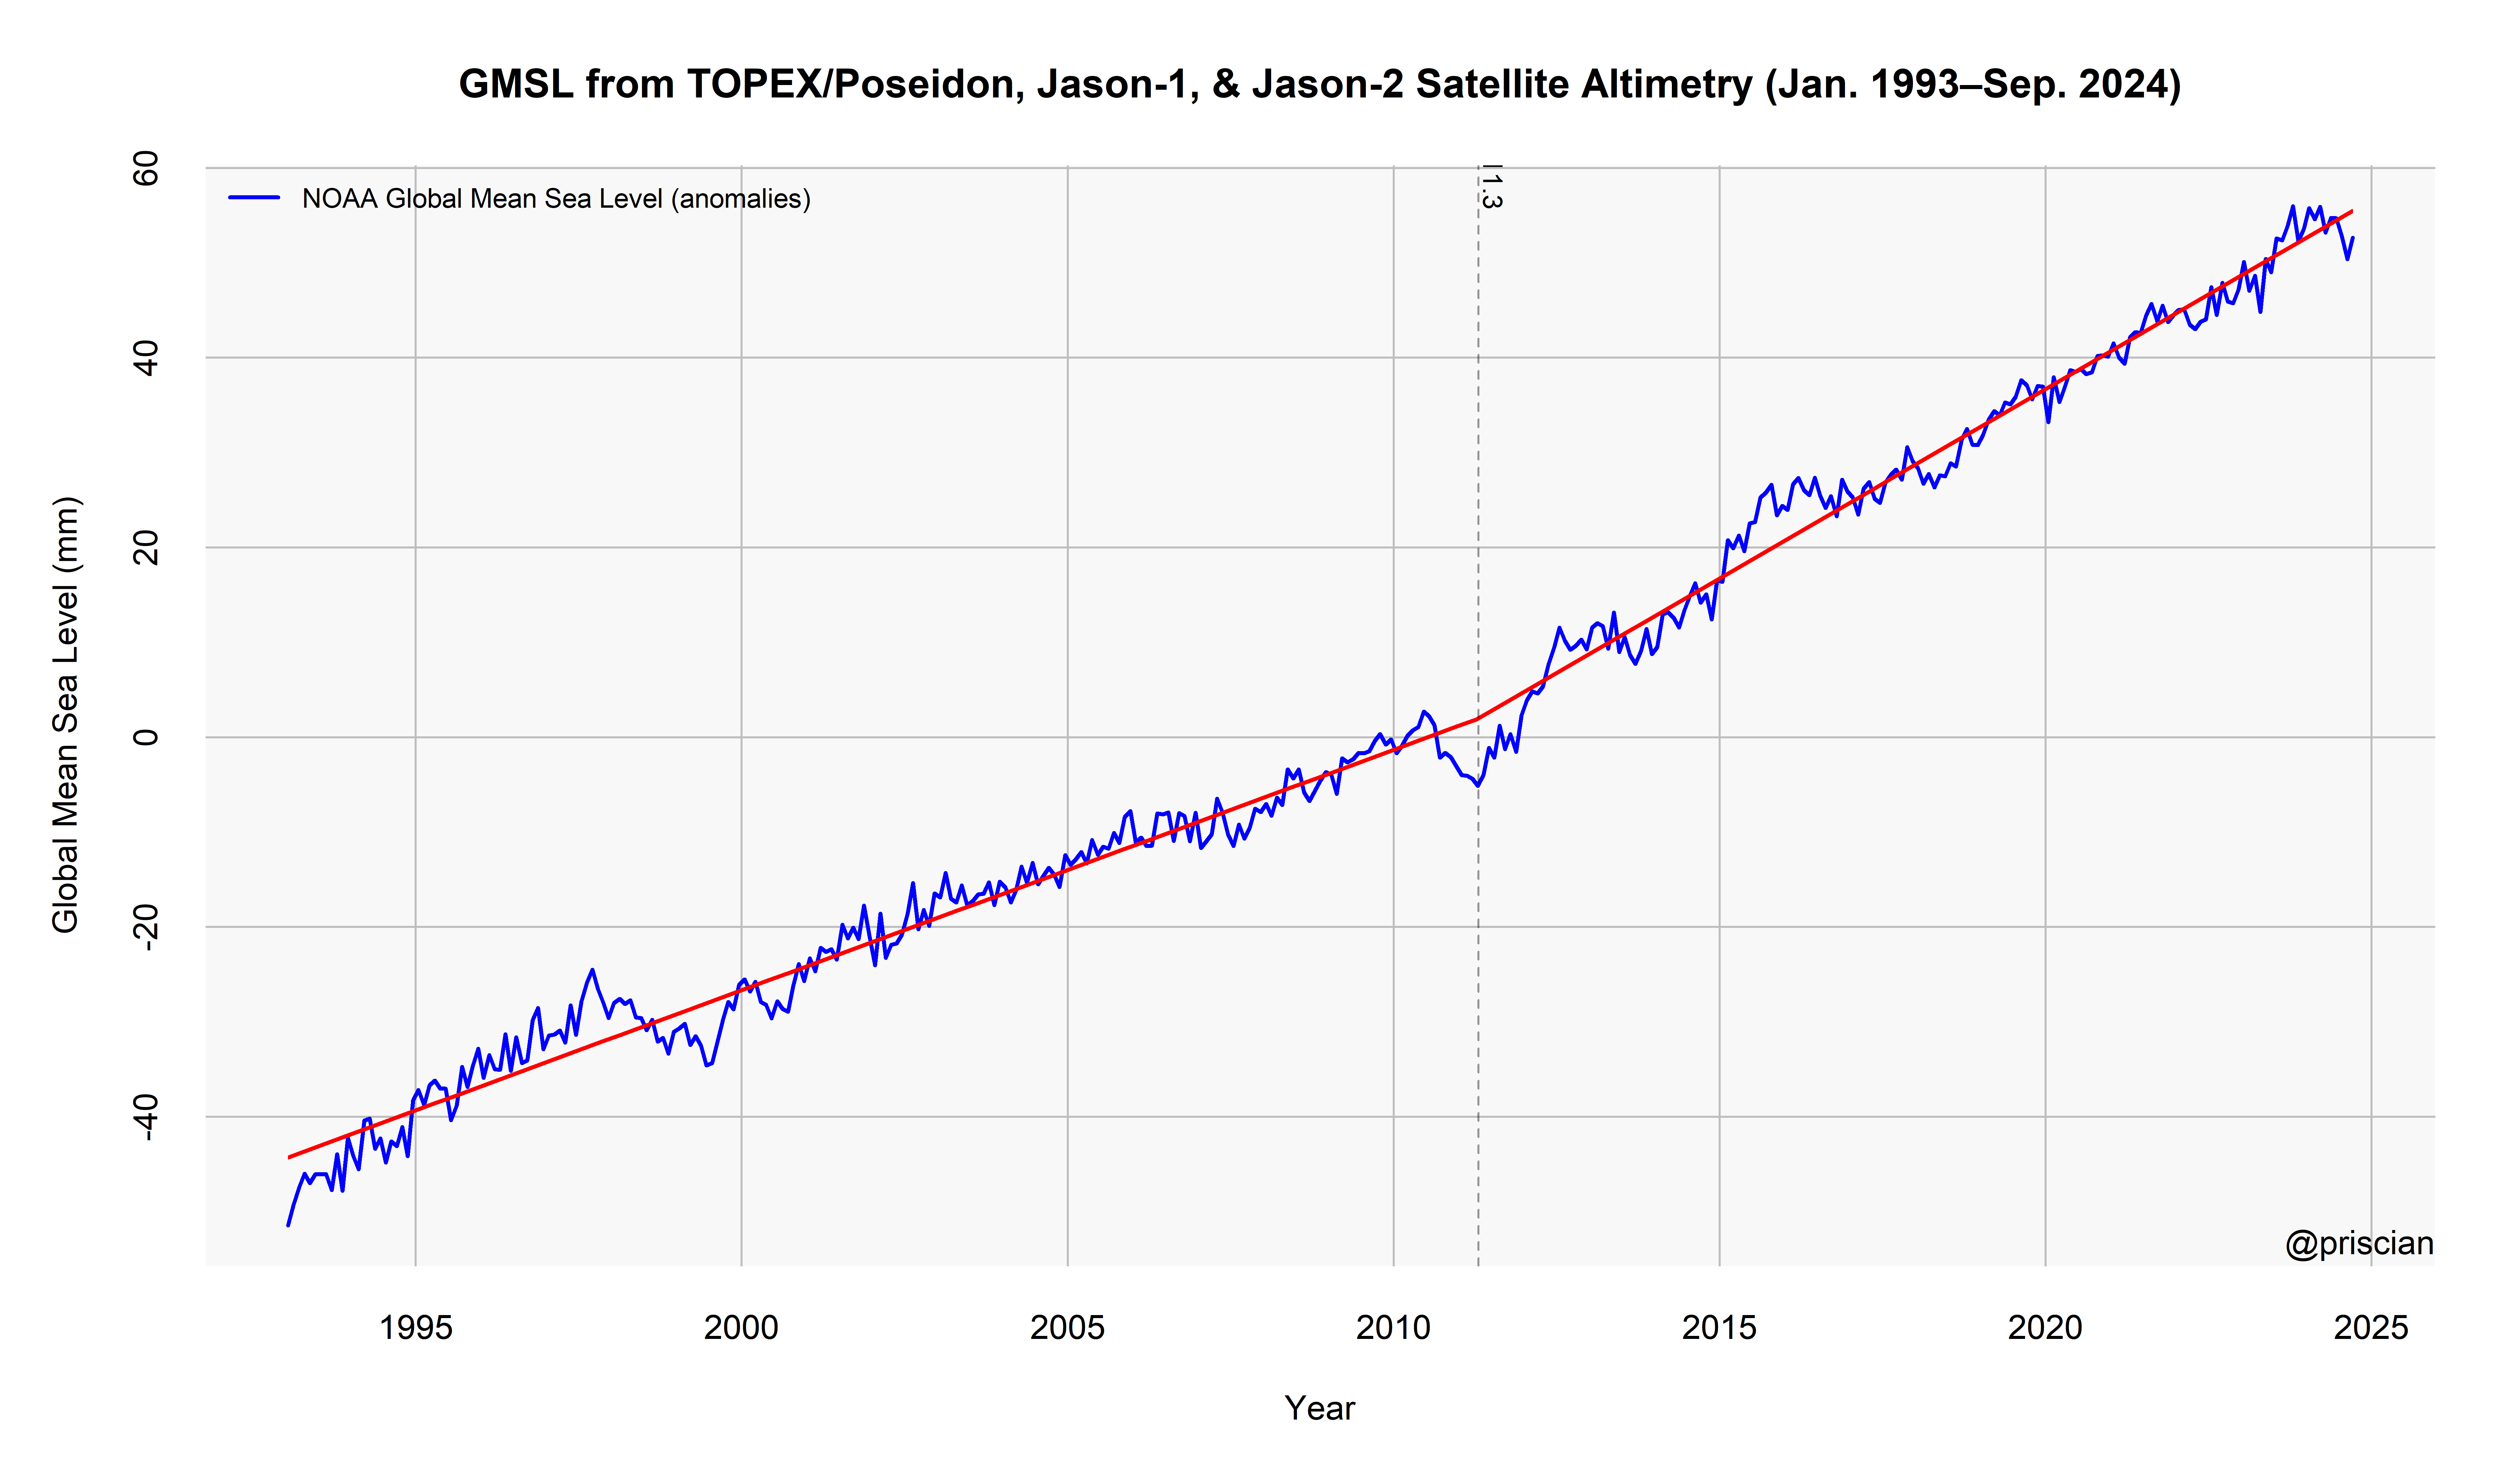 GMSL from TOPEX/Poseidon, Jason-1, & Jason-2 Satellite Altimetry (Jan. 1993–Sep. 2024)
NOAA Global Mean Sea Level (anomalies)
60
40
20
0
-20
-40
Global Mean Sea Level (mm)
1.3
@priscian
1995
2000
2005
2010
2015
2020
2025
Year